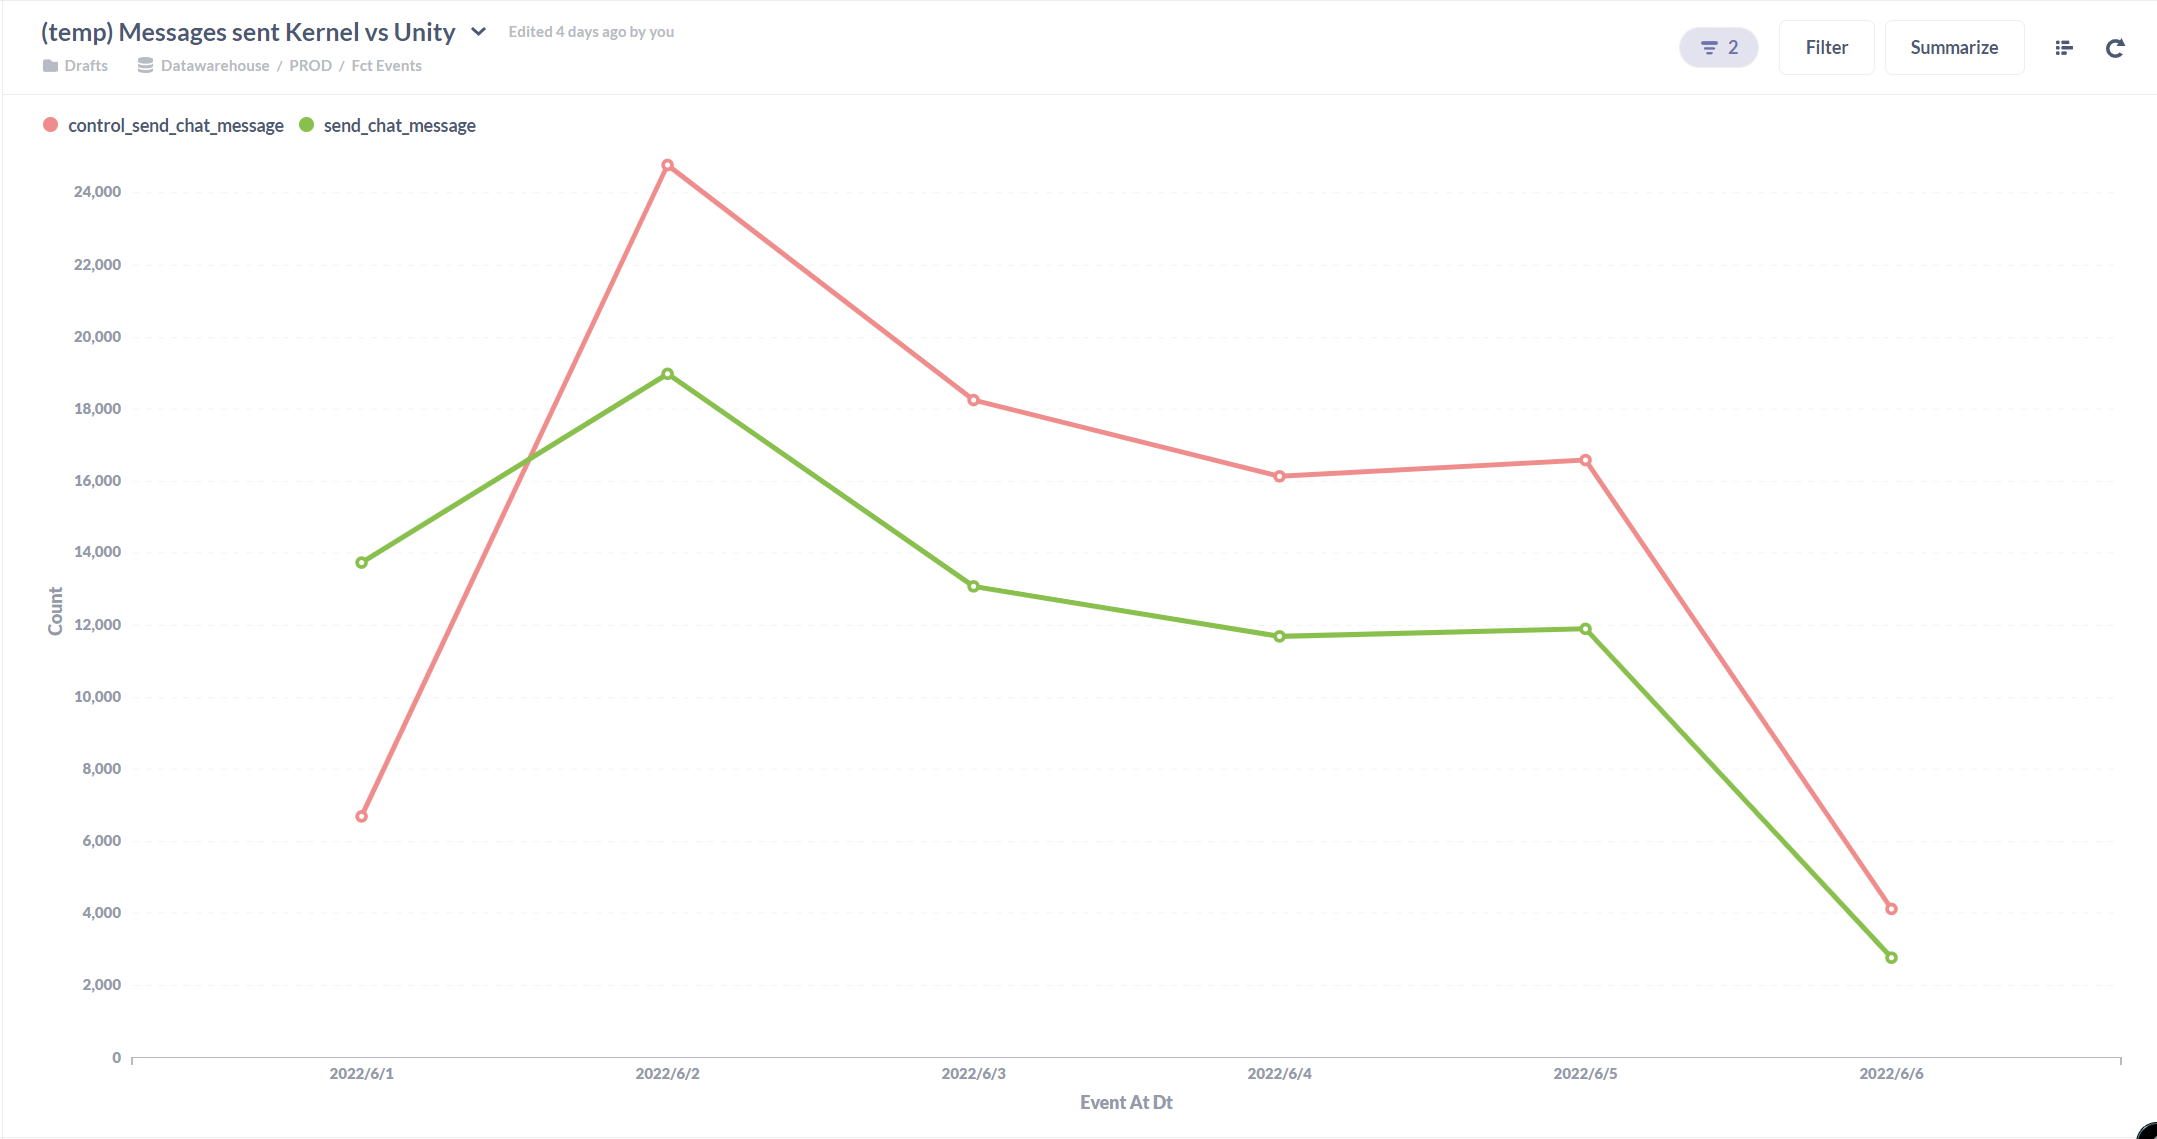 (temp) Messages sent Kernel vs Unity Edited 4 days ago by you
Drafts Datawarehouse / PROD / Fct Events
2 Filter Summarize
control_send_chat_message send_chat_message
24,000
22,000
20,000
18,000
16,000
14,000
12,000
10,000
8,000
6,000
4,000
2,000
0
Count
2022/6/1 2022/6/2 2022/6/3 2022/6/4 2022/6/5 2022/6/6
Event At Dt